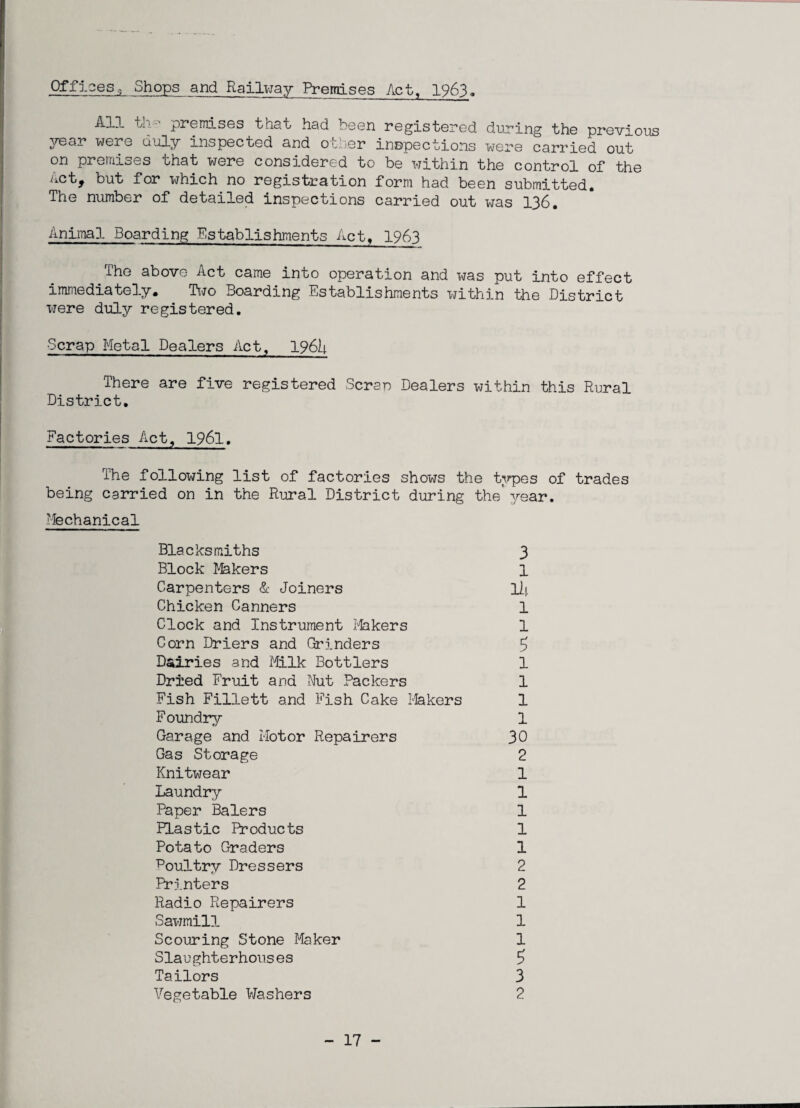 Offices, Shops and Railway Premises Act, 1963.
All the premises that had been registered during the previous
year were duly inspected and other inspections were carried out
on premises that were considered to be within the control of the
Act, but for which no registration form had been submitted.
The number of detailed inspections carried out was 136.
Animal Boarding Establishments Act, 1963
The above Act came into operation and was put into effect
immediately. Two Boarding Establishments within the District
were duly registered.
Scrap Metal Dealers Act, 1964
There are five registered Scrap Dealers within this Rural
District.
Factories Act, 1961.
The following list of factories shows the types of trades
being carried on in the Rural District during the year.
Mechanical
Blacksmiths 3
Block Makers 1
Carpenters & Joiners 14
Chicken Canners 1
Clock and Instrument Makers 1
Corn Driers and Grinders 5
Dairies and Milk Bottlers 1
Dried Fruit and Nut Packers 1
Fish Fillett and Fish Cake Makers 1
Foundry 1
Garage and Motor Repairers 30
Gas Storage 2
Knitwear 1
Laundry 1
Paper Balers 1
Plastic Products 1
Potato Graders 1
Poultry Dressers 2
Printers 2
Radio Repairers 1
Sawmill 1
Scouring Stone Maker 1
Slaughterhouses 5
Tailors 3
Vegetable Washers 2
- 17 -